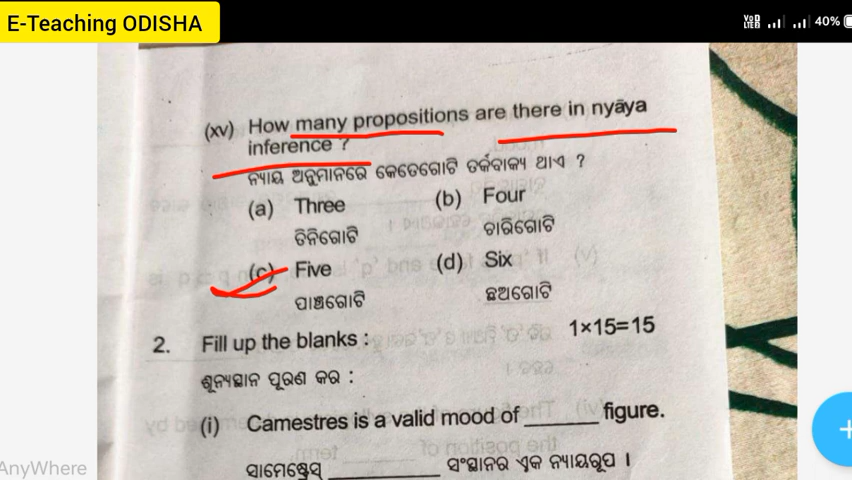 E-Teaching ODISHA
40%
(xv) How many propositions are there in nyāya
inference ?
ନ୍ୟାୟ ଅନୁମାନରେ କେତେଗୋଟି ତର୍କବାକ୍ୟ ଥାଏ ?
(a) Three (b) Four
ତିନିଗୋଟି ଚାରିଗୋଟି
(c) Five (d) Six
ପାଞ୍ଚଗୋଟି ଛଅଗୋଟି
2. Fill up the blanks : 1×15=15
ଶୂନ୍ୟସ୍ଥାନ ପୂରଣ କର :
(i) Camestres is a valid mood of ______ figure.
ସାମେଷ୍ଟ୍ରେସ୍ __________ ସଂସ୍ଥାନର ଏକ ନ୍ୟାୟରୂପ ।
AnyWhere